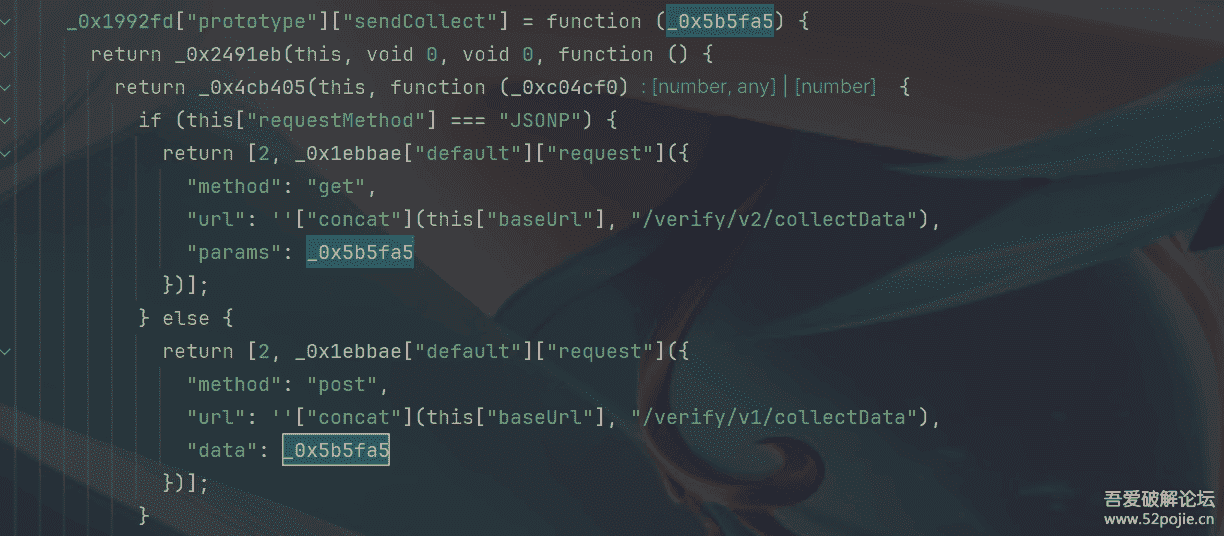 _0x1992fd["prototype"]["sendCollect"] = function (_0x5b5fa5) {
return _0x2491eb(this, void 0, void 0, function () {
return _0x4cb405(this, function (_0xc04cf0) : [number, any] | [number] {
if (this["requestMethod"] === "JSONP") {
return [2, _0x1ebbae["default"]["request"]({
"method": "get",
"url": ''["concat"](this["baseUrl"], "/verify/v2/collectData"),
"params": _0x5b5fa5
})];
} else {
return [2, _0x1ebbae["default"]["request"]({
"method": "post",
"url": ''["concat"](this["baseUrl"], "/verify/v1/collectData"),
"data": _0x5b5fa5
})];
}
吾爱破解论坛
www.52pojie.cn